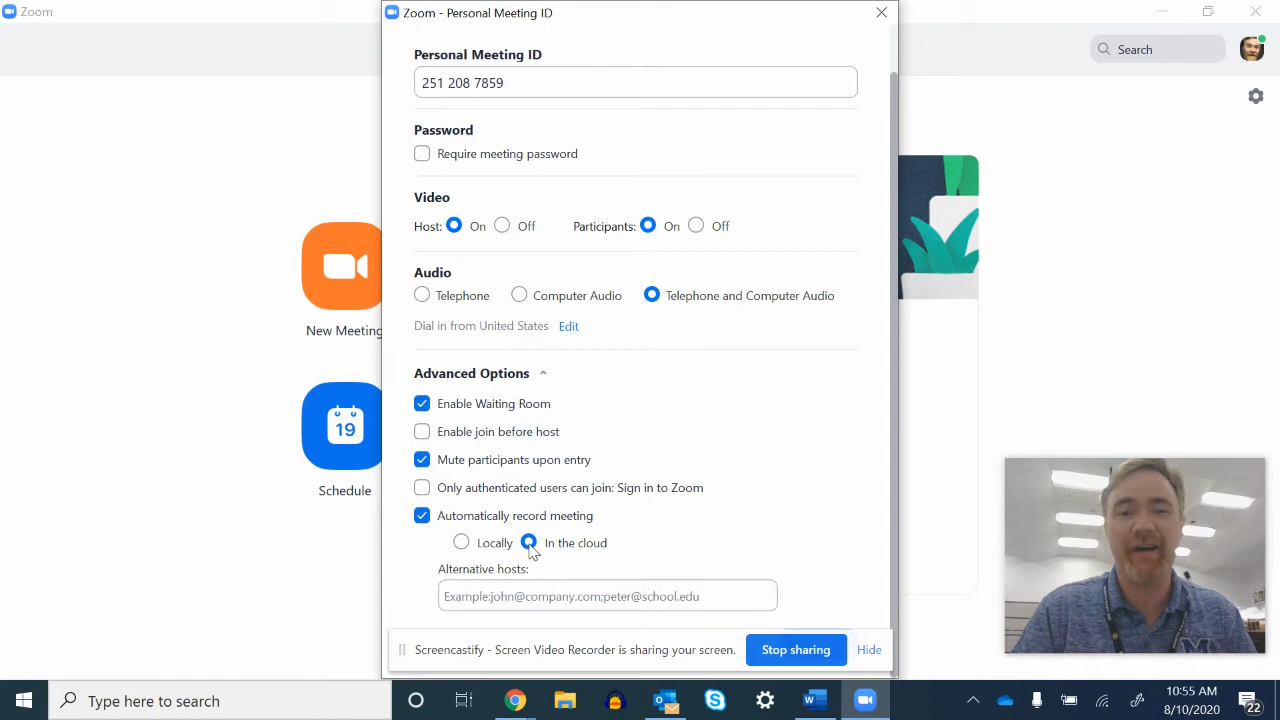 Zoom
Zoom - Personal Meeting ID
Search
Personal Meeting ID
251 208 7859
Password
Require meeting password
Video
Host: On Off Participants: On Off
Audio
Telephone Computer Audio Telephone and Computer Audio
Dial in from United States Edit
New Meeting
Advanced Options
Enable Waiting Room
Enable join before host
19
Mute participants upon entry
Schedule
Only authenticated users can join: Sign in to Zoom
Automatically record meeting
Locally In the cloud
Alternative hosts:
Example:john@company.com;peter@school.edu
Screencastify - Screen Video Recorder is sharing your screen. Stop sharing Hide
Type here to search
10:55 AM
8/10/2020
22